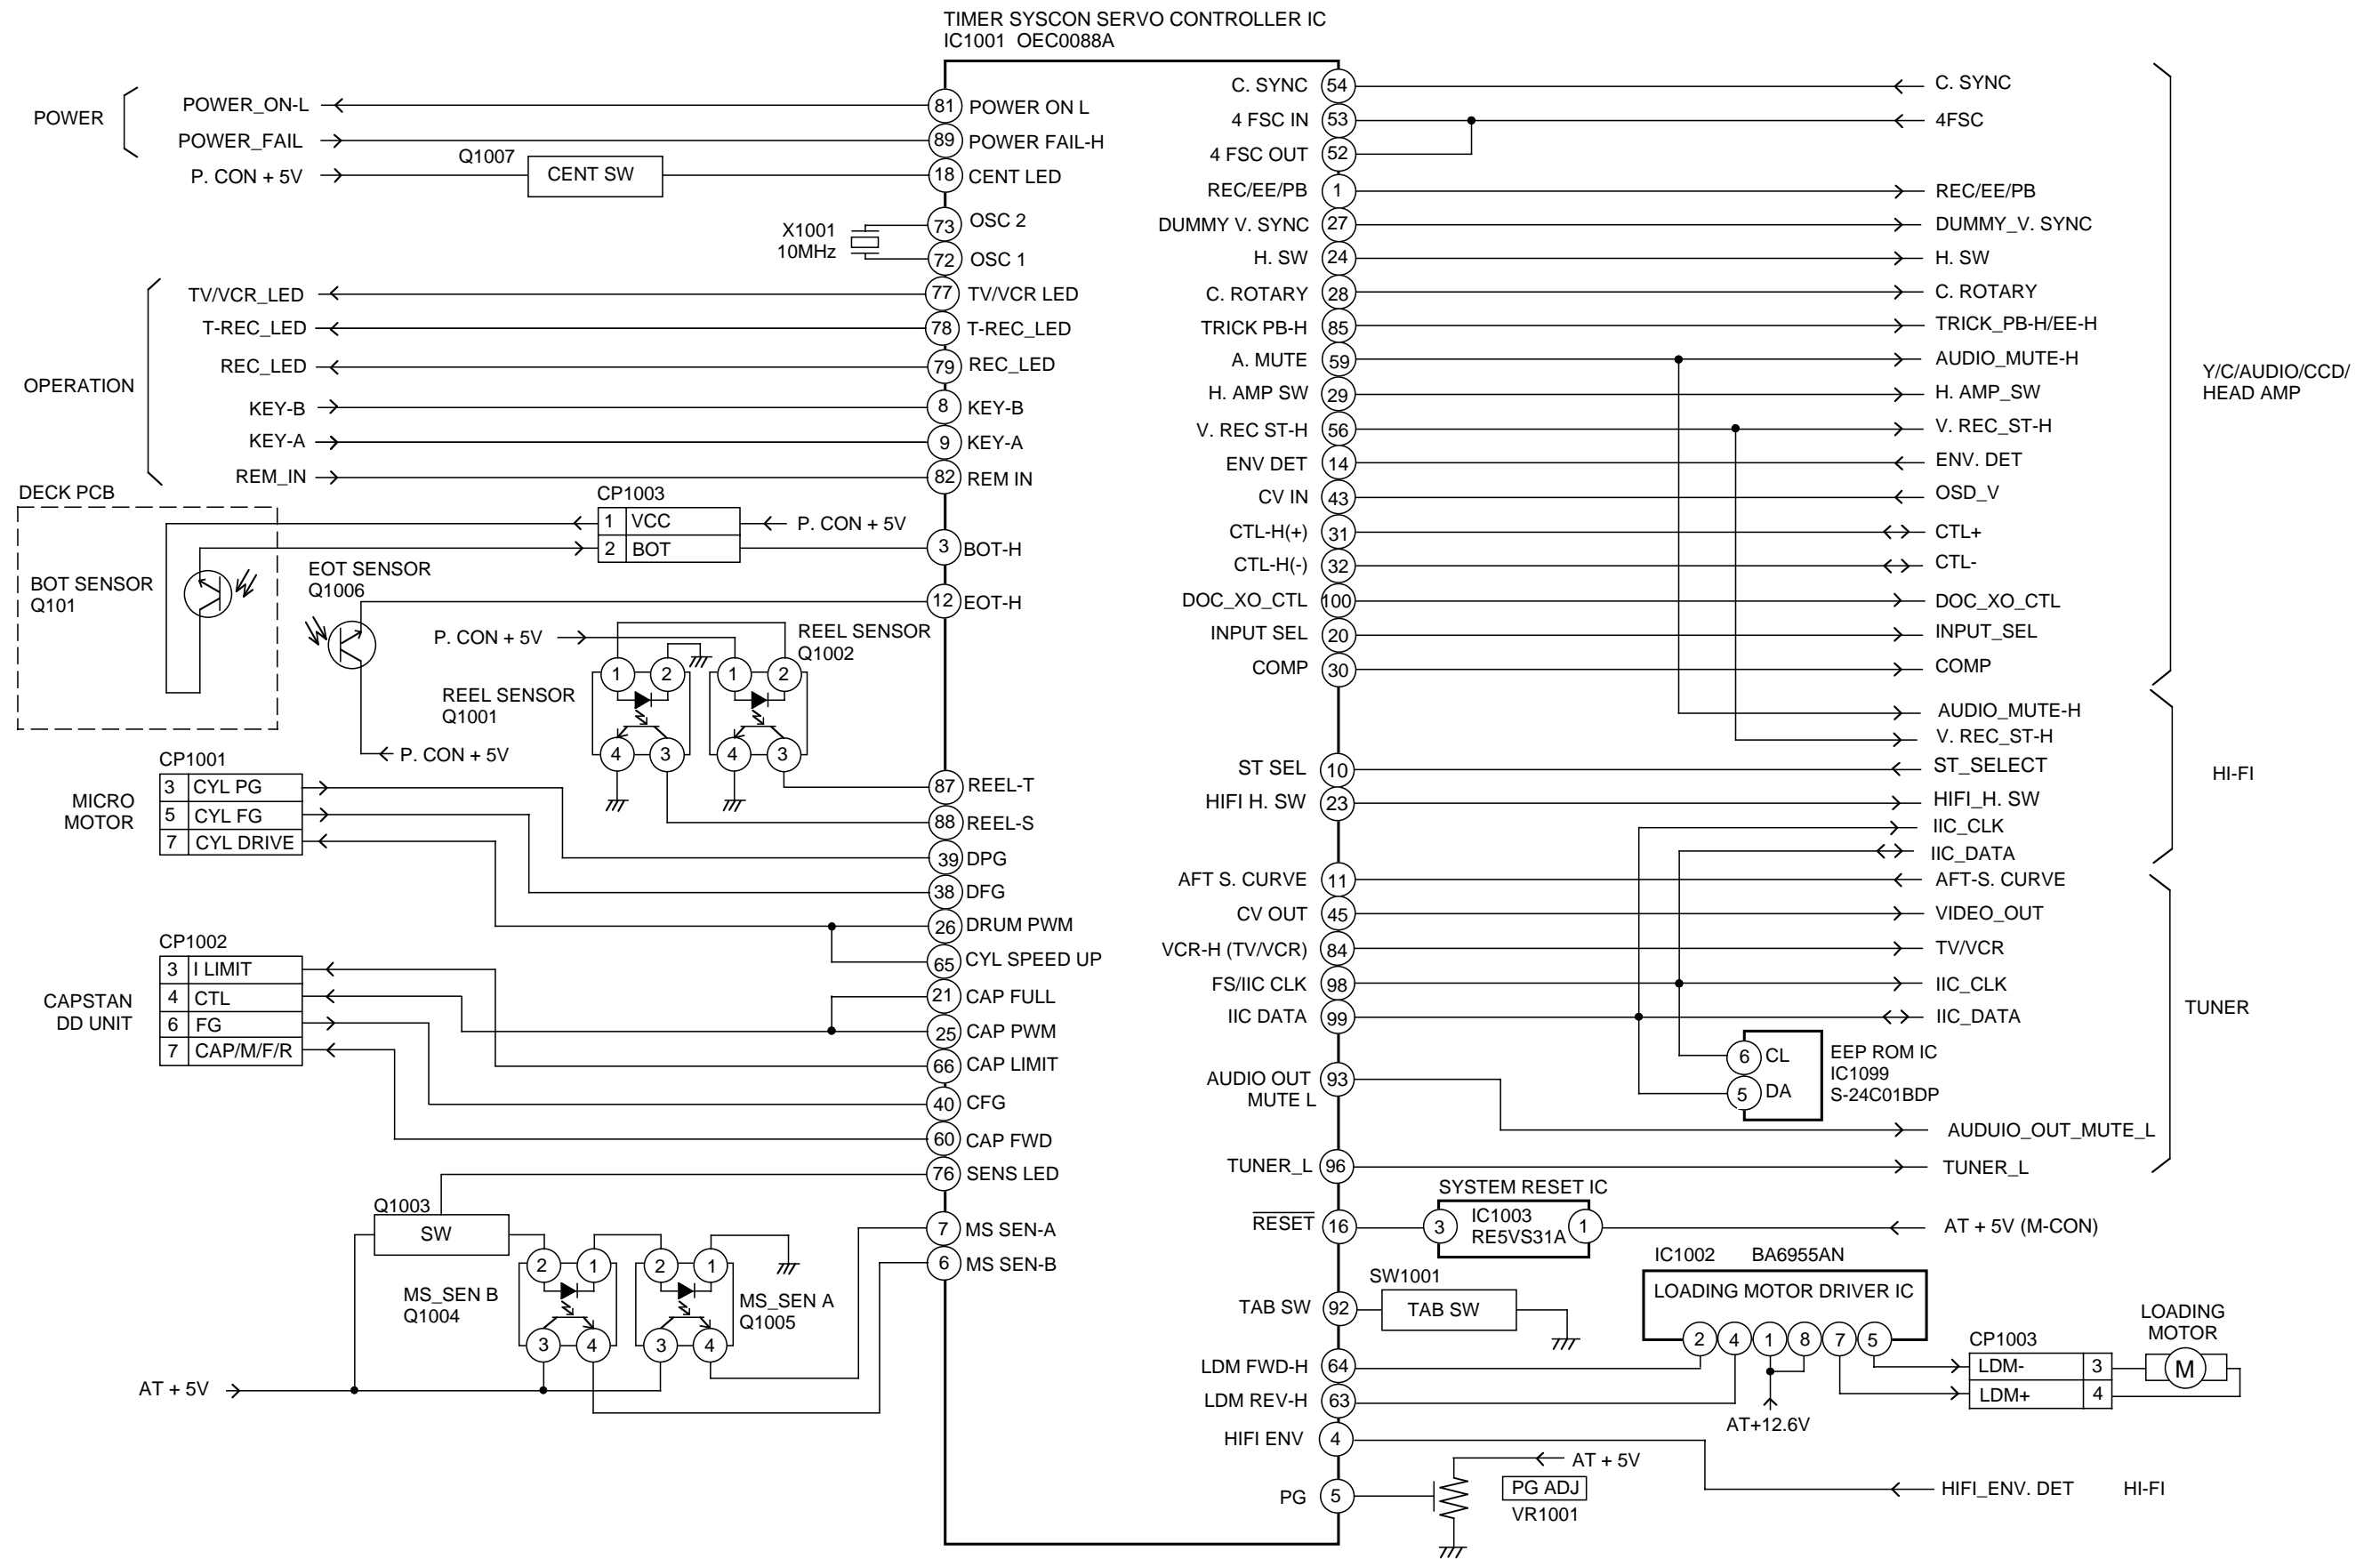 TIMER SYSCON SERVO CONTROLLER IC
IC1001 OEC0088A
POWER
POWER_ON-L
81 POWER ON L
POWER_FAIL
89 POWER FAIL-H
P. CON + 5V
Q1007
CENT SW
18 CENT LED
X1001
10MHz
73 OSC 2
72 OSC 1
OPERATION
TV/VCR_LED
77 TV/VCR LED
T-REC_LED
78 T-REC_LED
REC_LED
79 REC_LED
KEY-B
8 KEY-B
KEY-A
9 KEY-A
REM_IN
82 REM IN
DECK PCB
CP1003
1 VCC
P. CON + 5V
2 BOT
3 BOT-H
BOT SENSOR
Q101
EOT SENSOR
Q1006
12 EOT-H
P. CON + 5V
REEL SENSOR
Q1002
1 2 1 2
REEL SENSOR
Q1001
4 3 4 3
P. CON + 5V
87 REEL-T
88 REEL-S
CP1001
MICRO
MOTOR
3 CYL PG
5 CYL FG
7 CYL DRIVE
39 DPG
38 DFG
26 DRUM PWM
65 CYL SPEED UP
CP1002
CAPSTAN
DD UNIT
3 I LIMIT
4 CTL
6 FG
7 CAP/M/F/R
21 CAP FULL
25 CAP PWM
66 CAP LIMIT
40 CFG
60 CAP FWD
76 SENS LED
Q1003
SW
7 MS SEN-A
6 MS SEN-B
2 1 2 1
MS_SEN B
Q1004
MS_SEN A
Q1005
3 4 3 4
AT + 5V
C. SYNC 54 C. SYNC
4 FSC IN 53 4FSC
4 FSC OUT 52
REC/EE/PB 1 REC/EE/PB
DUMMY V. SYNC 27 DUMMY_V. SYNC
H. SW 24 H. SW
C. ROTARY 28 C. ROTARY
TRICK PB-H 85 TRICK_PB-H/EE-H
A. MUTE 59 AUDIO_MUTE-H
H. AMP SW 29 H. AMP_SW
V. REC ST-H 56 V. REC_ST-H
ENV DET 14 ENV. DET
CV IN 43 OSD_V
CTL-H(+) 31 CTL+
CTL-H(-) 32 CTL-
DOC_XO_CTL 100 DOC_XO_CTL
INPUT SEL 20 INPUT_SEL
COMP 30 COMP
Y/C/AUDIO/CCD/
HEAD AMP
AUDIO_MUTE-H
V. REC_ST-H
ST SEL 10 ST_SELECT
HIFI H. SW 23 HIFI_H. SW
IIC_CLK
IIC_DATA
HI-FI
AFT S. CURVE 11 AFT-S. CURVE
CV OUT 45 VIDEO_OUT
VCR-H (TV/VCR) 84 TV/VCR
FS/IIC CLK 98 IIC_CLK
IIC DATA 99 IIC_DATA
TUNER
6 CL
5 DA
EEP ROM IC
IC1099
S-24C01BDP
AUDIO OUT
MUTE L
93
AUDUIO_OUT_MUTE_L
TUNER_L 96 TUNER_L
SYSTEM RESET IC
RESET 16
3 IC1003
RE5VS31A 1
AT + 5V (M-CON)
IC1002 BA6955AN
LOADING MOTOR DRIVER IC
2 4 1 8 7 5
SW1001
TAB SW 92 TAB SW
LDM FWD-H 64
LDM REV-H 63
AT+12.6V
CP1003
LDM- 3
LDM+ 4
LOADING
MOTOR
M
HIFI ENV 4
AT + 5V
PG 5
PG ADJ
VR1001
HIFI_ENV. DET HI-FI